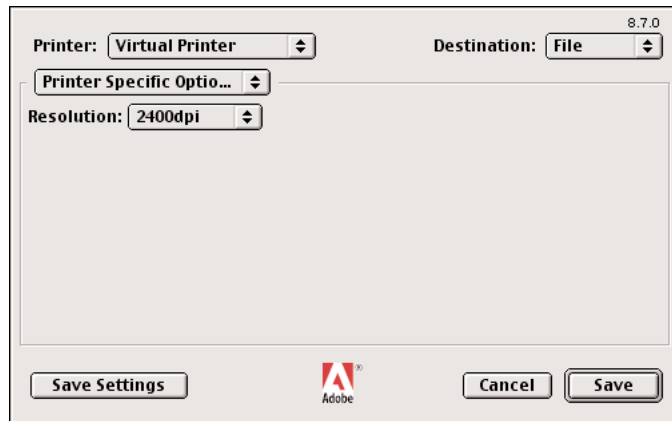 8.7.0
Printer: Virtual Printer Destination: File
Printer Specific Optio...
Resolution: 2400dpi
Save Settings Adobe® Cancel Save